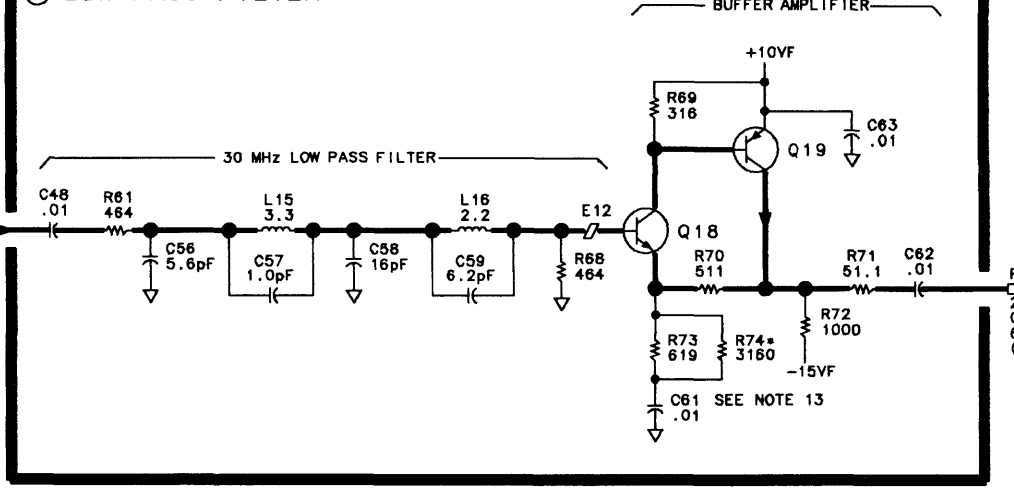 BUFFER AMPLIFIER
+10VF
R69
316
C63
.01
Q19
30 MHz LOW PASS FILTER
C48
.01
R61
464
L15
3.3
L16
2.2
E12
Q18
C56
5.6pF
C57
1.0pF
C58
16pF
C59
6.2pF
R68
464
R70
511
R71
51.1
C62
.01
R72
1000
-15VF
R73
619
R74*
3160
C61
.01
SEE NOTE 13